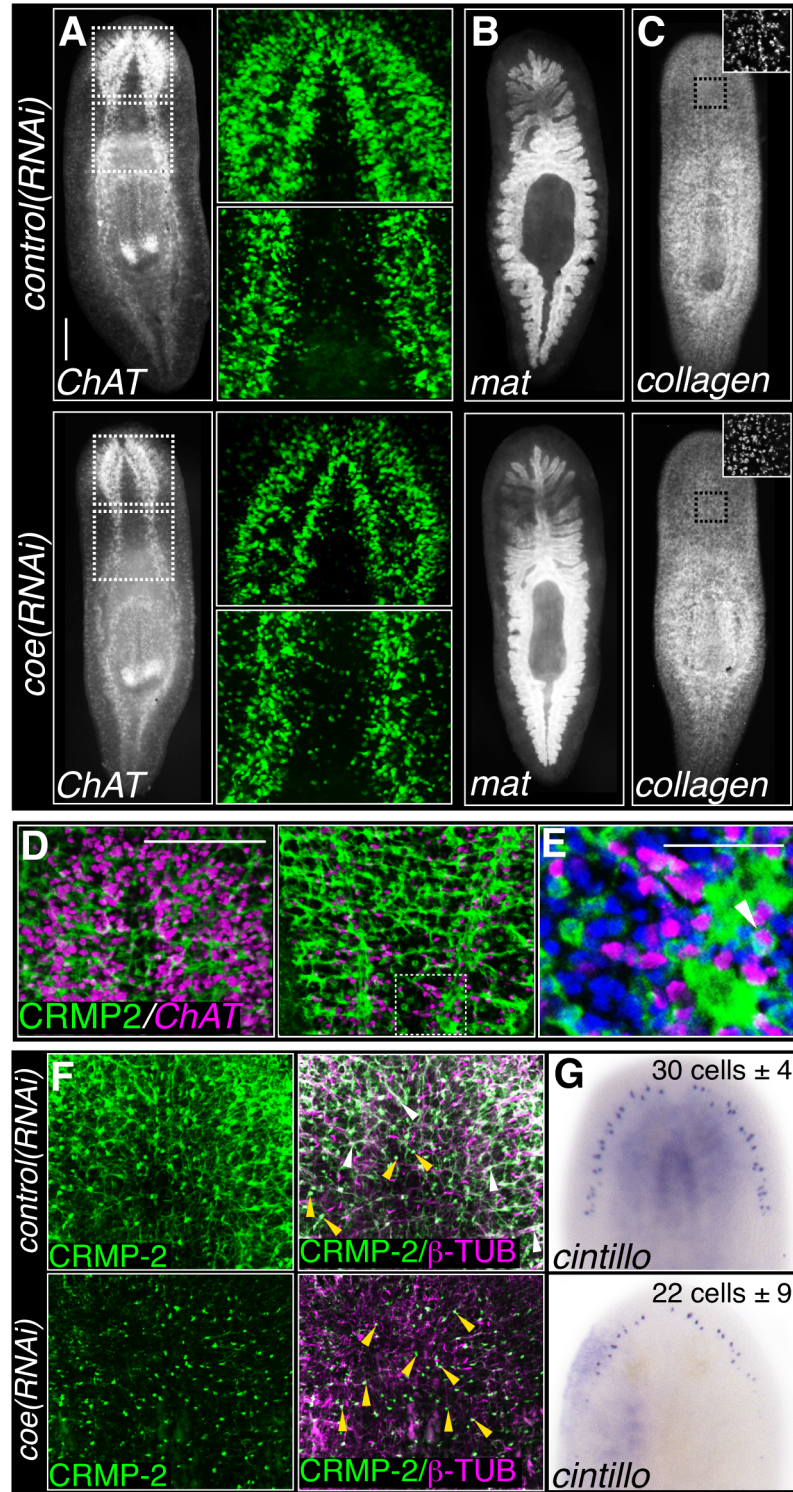 A
B
C
control(RNAi)
ChAT
mat
collagen
coe(RNAi)
ChAT
mat
collagen
D
E
CRMP2/ChAT
F
G
control(RNAi)
30 cells ± 4
CRMP-2
CRMP-2/β-TUB
cintillo
coe(RNAi)
22 cells ± 9
CRMP-2
CRMP-2/β-TUB
cintillo